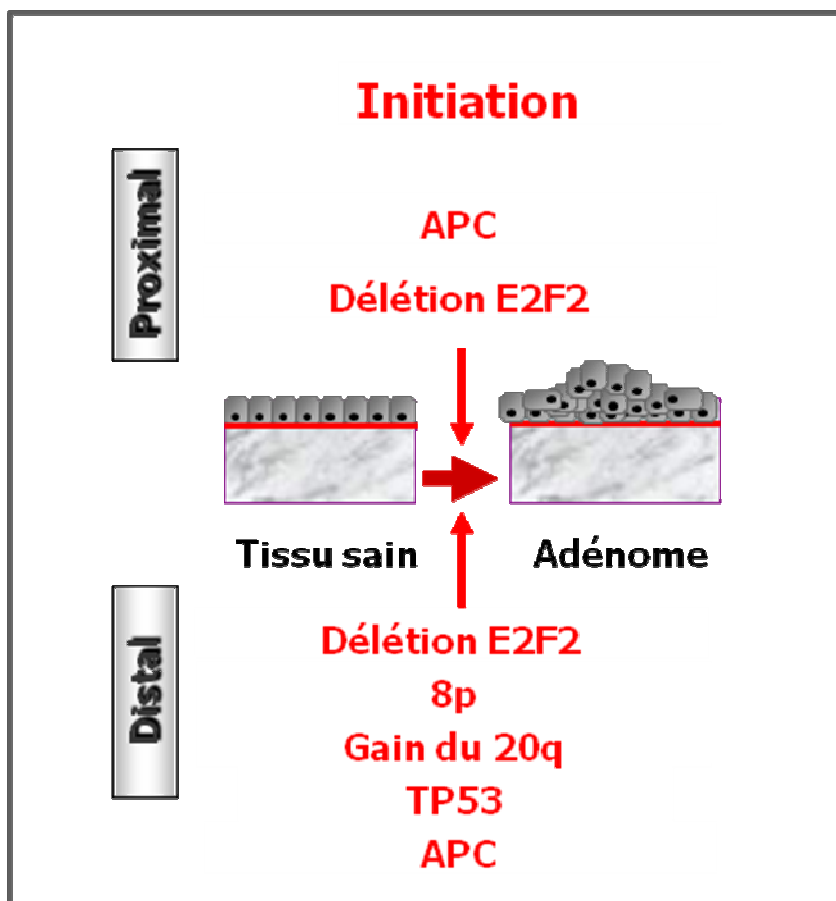 Initiation
Proximal
APC
Délétion E2F2
Tissu sain
Adénome
Distal
Délétion E2F2
8p
Gain du 20q
TP53
APC